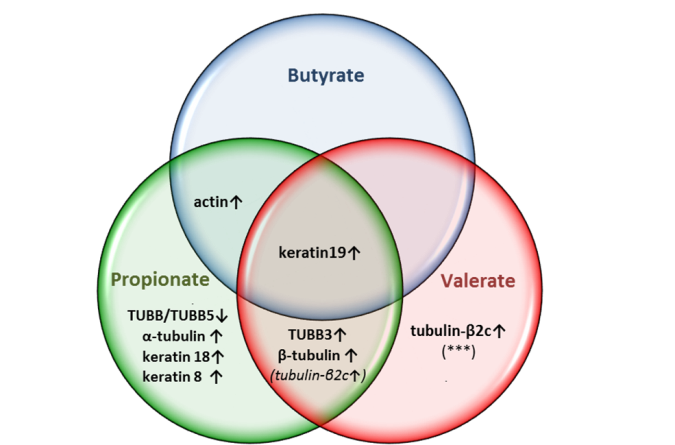 Butyrate
actin↑
keratin19↑
Propionate
Valerate
TUBB/TUBB5↓
α-tubulin ↑
keratin 18↑
keratin 8 ↑
TUBB3↑
β-tubulin ↑
(tubulin-β2c↑)
tubulin-β2c↑
(***)